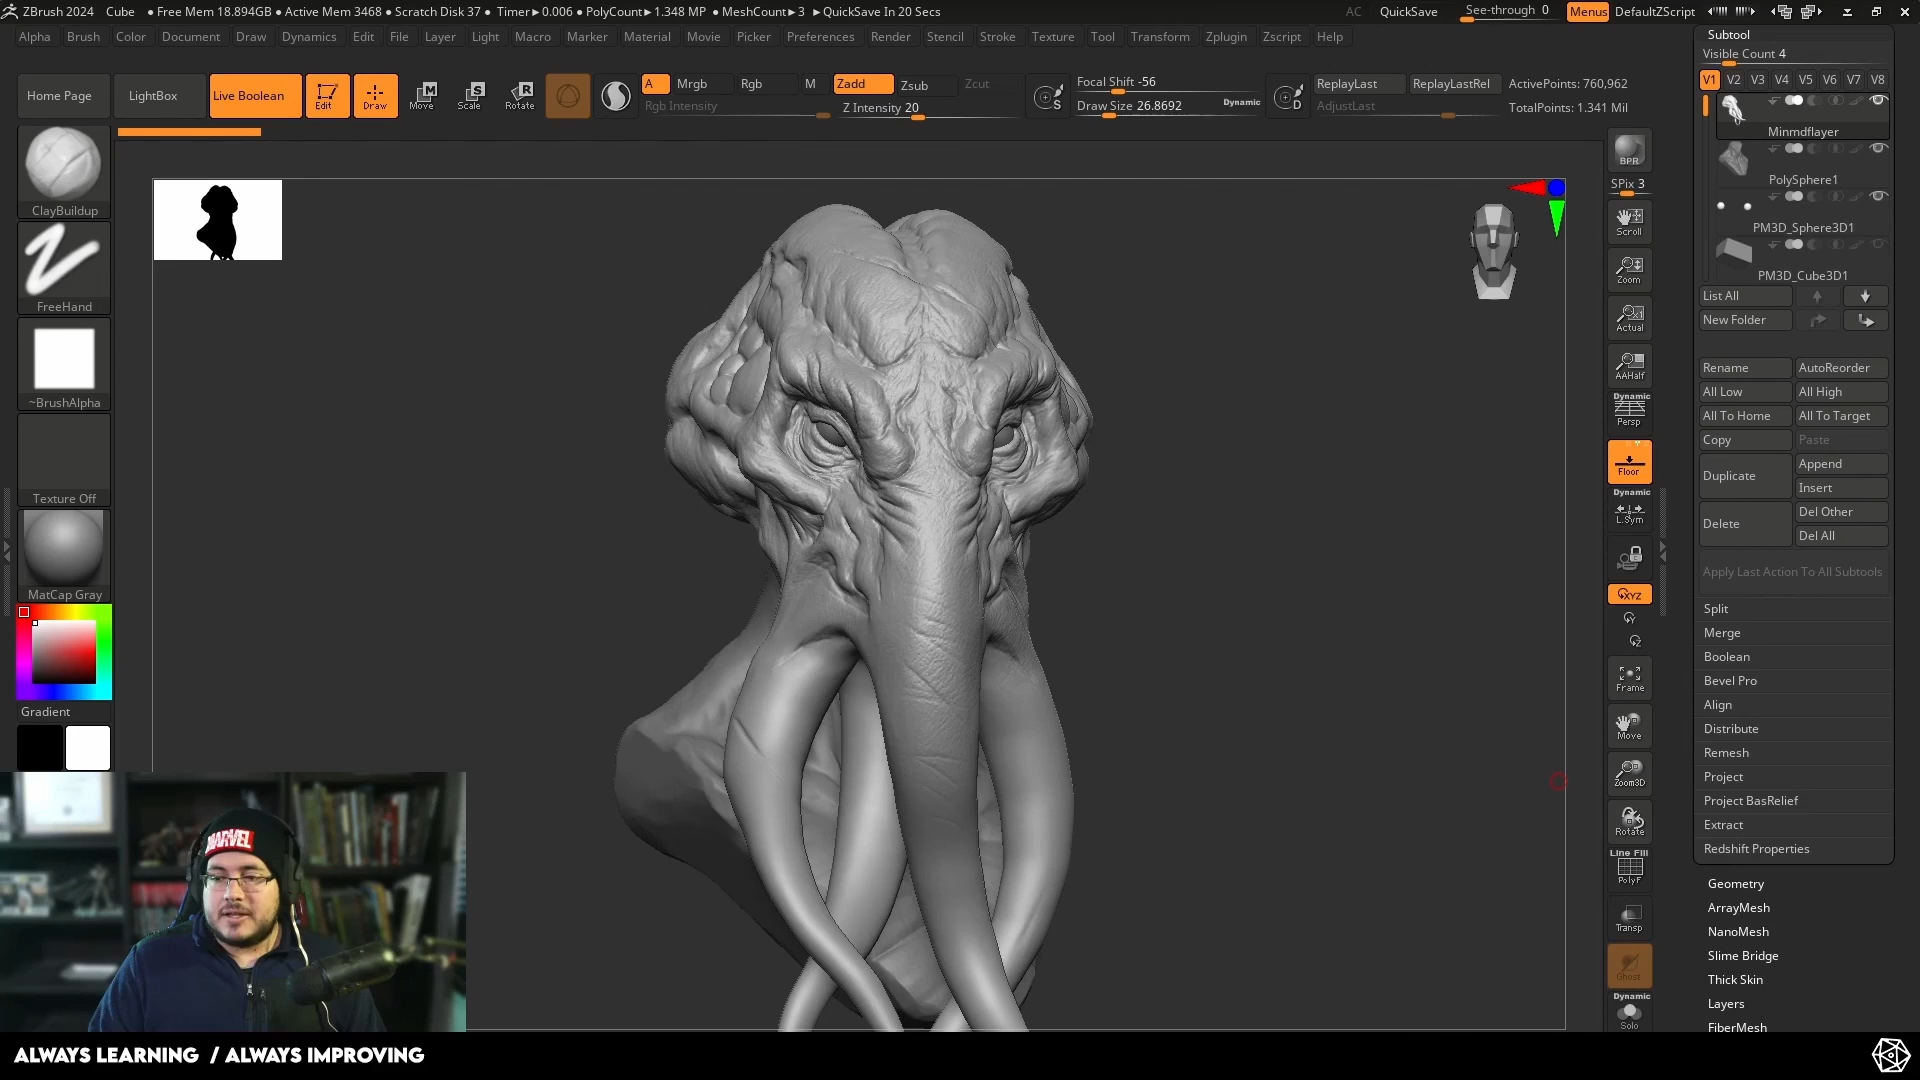 ZBrush 2024 Cube • Free Mem 18.894GB • Active Mem 3468 • Scratch Disk 37 • Timer►0.006 • PolyCount►1.348 MP • MeshCount►3 ►QuickSave In 20 Secs AC QuickSave See-through 0 Menus DefaultZScript
Alpha Brush Color Document Draw Dynamics Edit File Layer Light Macro Marker Material Movie Picker Preferences Render Stencil Stroke Texture Tool Transform Zplugin Zscript Help
Home Page LightBox Live Boolean Edit Draw Move Scale Rotate
A Mrgb Rgb M Zadd Zsub Zcut
Rgb Intensity Z Intensity 20
Focal Shift -56
Draw Size 26.8692 Dynamic
ReplayLast ReplayLastRel ActivePoints: 760,962
AdjustLast TotalPoints: 1.341 Mil
ClayBuildup
FreeHand
~BrushAlpha
Texture Off
MatCap Gray
Gradient
BPR
SPix 3
Scroll
Zoom
Actual
AAHalf
Dynamic
Persp
Floor
Dynamic
L.Sym
XYZ
Frame
Move
Zoom3D
Rotate
Line Fill
PolyF
Transp
Ghost
Dynamic
Solo
Subtool
Visible Count 4
V1 V2 V3 V4 V5 V6 V7 V8
Minmdflayer
PolySphere1
PM3D_Sphere3D1
PM3D_Cube3D1
List All
New Folder
Rename AutoReorder
All Low All High
All To Home All To Target
Copy Paste
Duplicate Append
Insert
Delete Del Other
Del All
Apply Last Action To All Subtools
Split
Merge
Boolean
Bevel Pro
Align
Distribute
Remesh
Project
Project BasRelief
Extract
Redshift Properties
Geometry
ArrayMesh
NanoMesh
Slime Bridge
Thick Skin
Layers
FiberMesh
MARVEL
ALWAYS LEARNING / ALWAYS IMPROVING